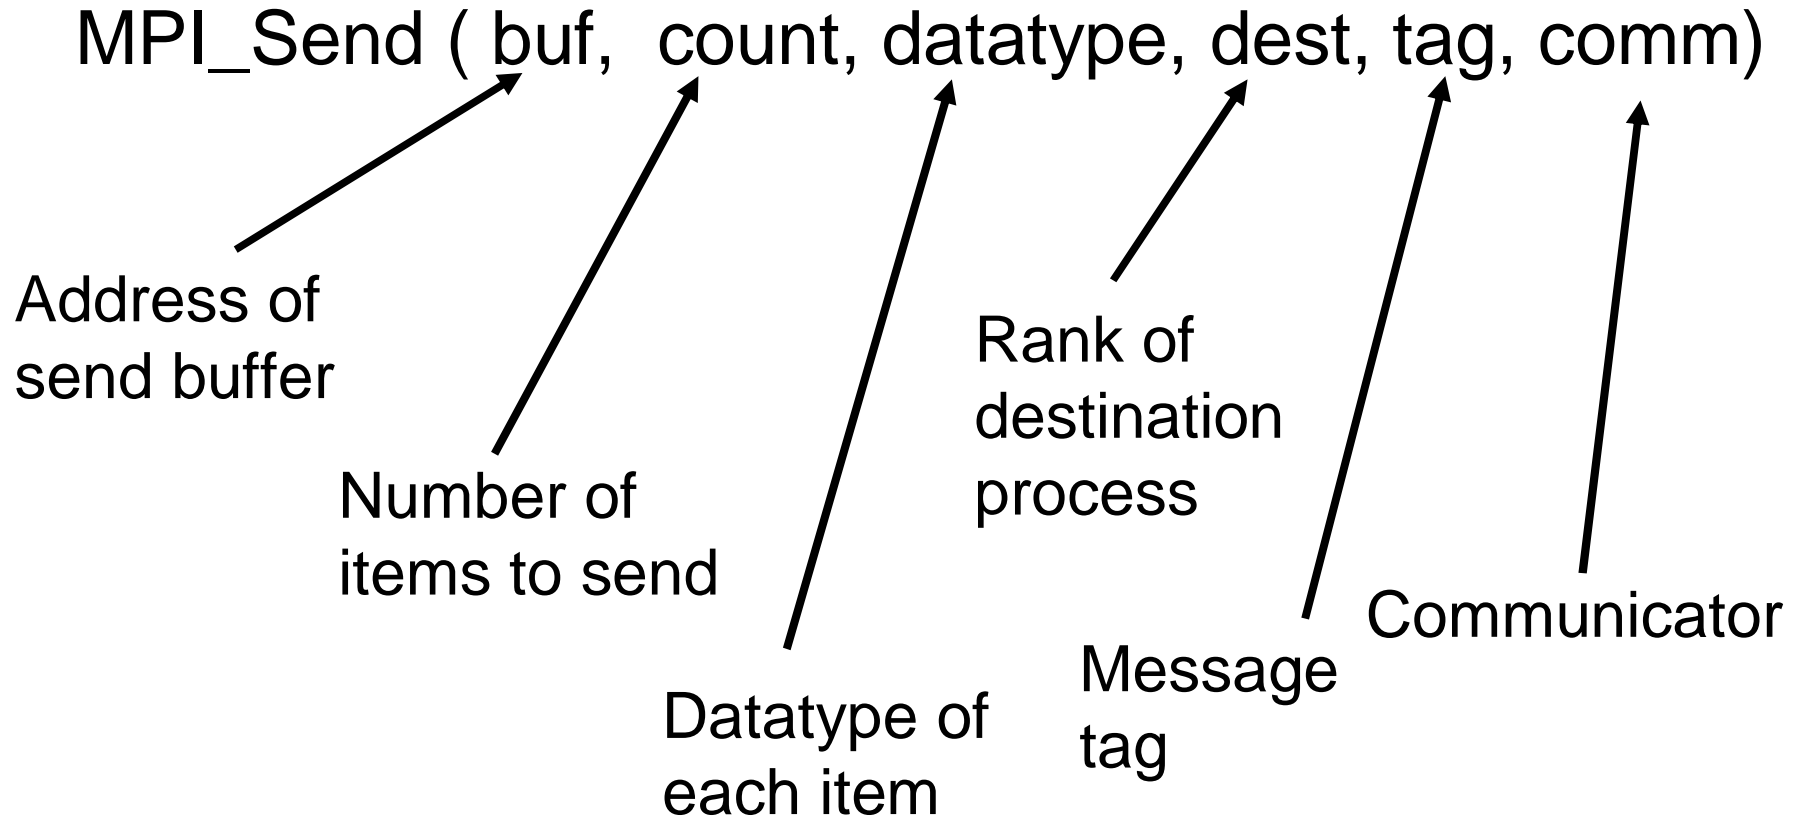 MPI_Send ( buf, count, datatype, dest, tag, comm)
Address of
send buffer
Number of
items to send
Datatype of
each item
Rank of
destination
process
Message
tag
Communicator